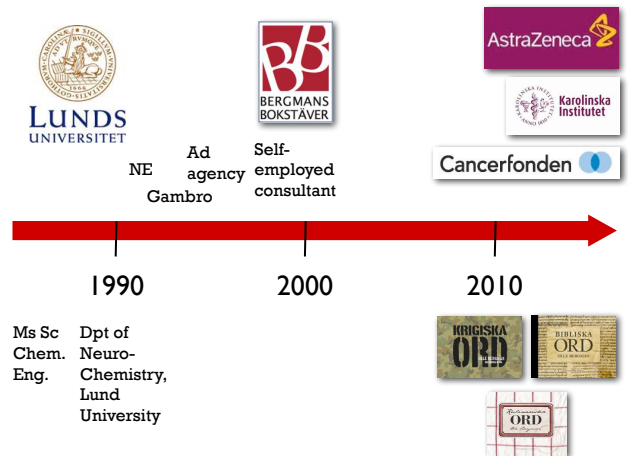 LUNDS
UNIVERSITET
BERGMANS
BOKSTÄVER
AstraZeneca
Karolinska
Institutet
Cancerfonden
NE
Ad
agency
Gambro
Self-
employed
consultant
1990
2000
2010
Ms Sc
Chem.
Eng.
Dpt of
Neuro-
Chemistry,
Lund
University
KRIGISKA
ORD
BIBLISKA
ORD
ORD